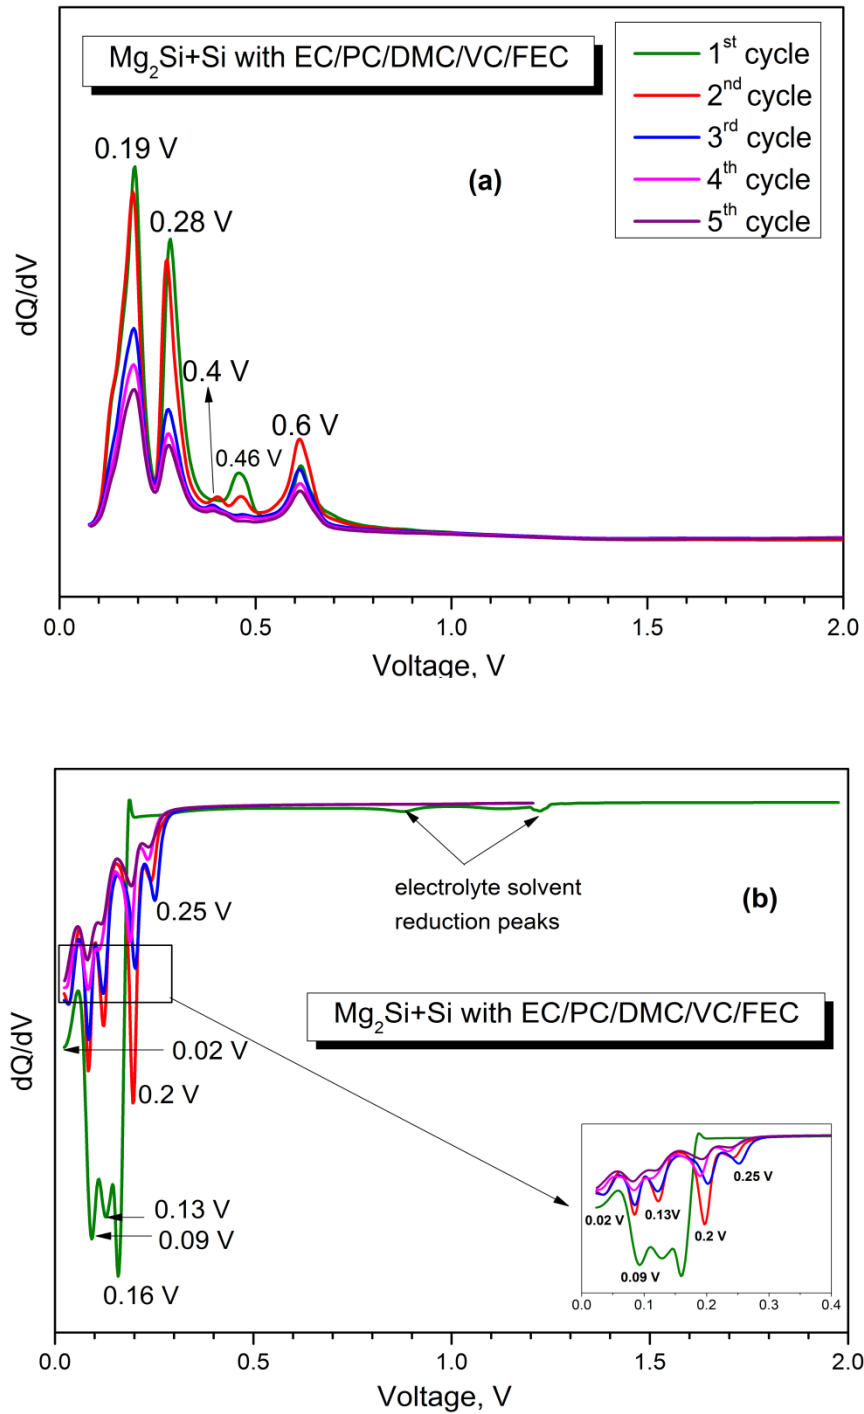 Mg₂Si+Si with EC/PC/DMC/VC/FEC
1ˢᵗ cycle
2ⁿᵈ cycle
3ʳᵈ cycle
4ᵗʰ cycle
5ᵗʰ cycle
(a)
0.19 V
0.28 V
0.4 V
0.46 V
0.6 V
dQ/dV
0.0 0.5 1.0 1.5 2.0
Voltage, V
0.25 V
electrolyte solvent
reduction peaks
(b)
Mg₂Si+Si with EC/PC/DMC/VC/FEC
0.02 V
0.2 V
0.13 V
0.09 V
0.16 V
dQ/dV
0.02 V
0.13V
0.25 V
0.2 V
0.09 V
0.0 0.1 0.2 0.3 0.4
0.0 0.5 1.0 1.5 2.0
Voltage, V